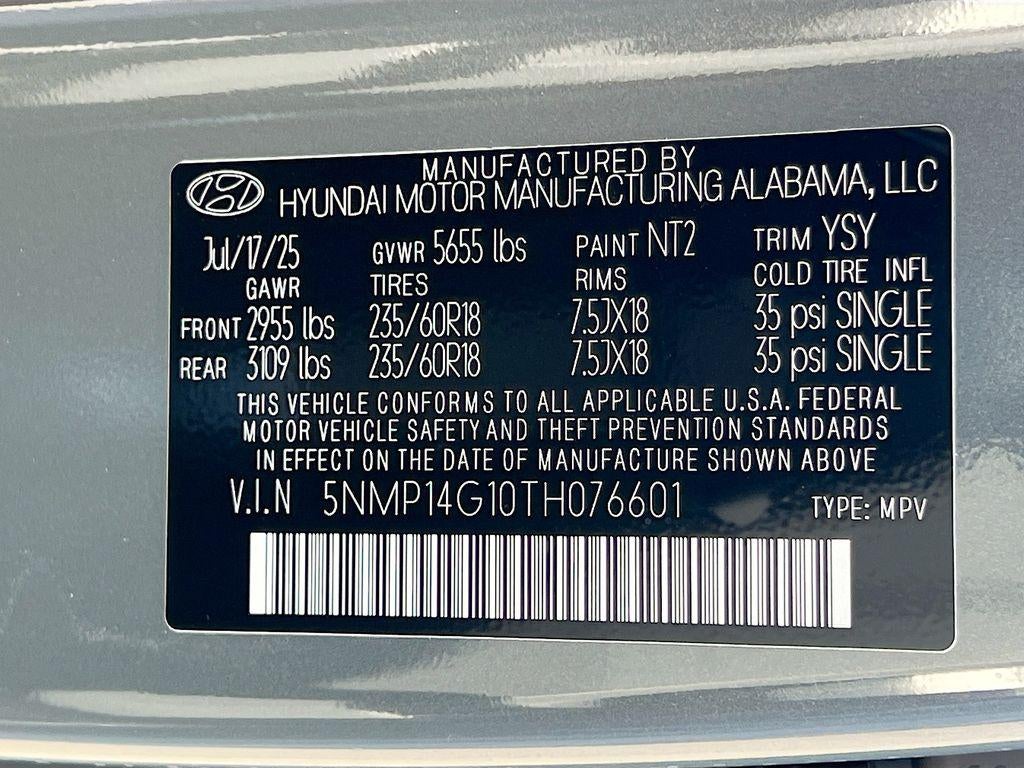 MANUFACTURED BY
HYUNDAI MOTOR MANUFACTURING ALABAMA, LLC
Jul/17/25 GVWR 5655 lbs PAINT NT2 TRIM YSY
GAWR TIRES RIMS COLD TIRE INFL
FRONT 2955 lbs 235/60R18 7.5JX18 35 psi SINGLE
REAR 3109 lbs 235/60R18 7.5JX18 35 psi SINGLE
THIS VEHICLE CONFORMS TO ALL APPLICABLE U.S.A. FEDERAL
MOTOR VEHICLE SAFETY AND THEFT PREVENTION STANDARDS
IN EFFECT ON THE DATE OF MANUFACTURE SHOWN ABOVE
V.I.N 5NMP14G10TH076601 TYPE: MPV